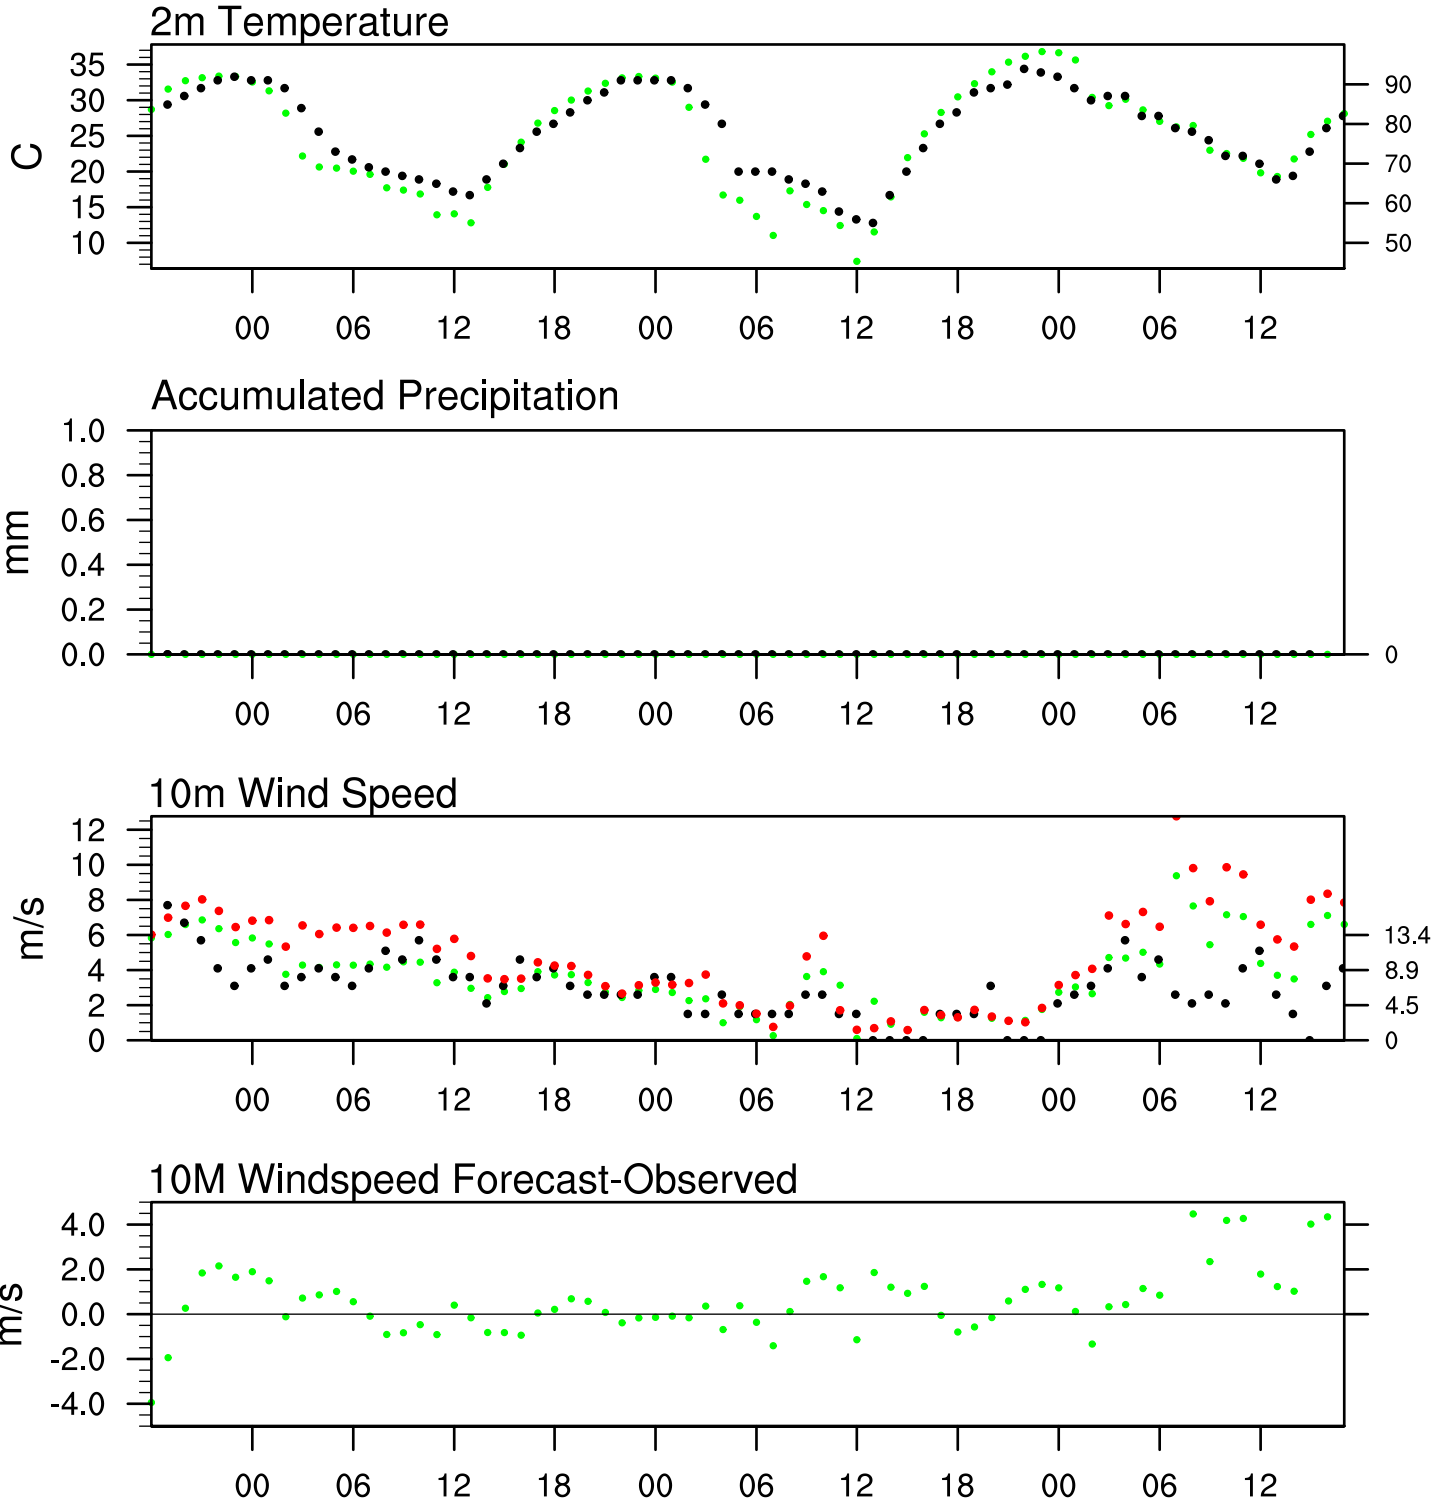 2m Temperature
35
30
25
20
15
10
C
90
80
70
60
50
00 06 12 18 00 06 12 18 00 06 12
Accumulated Precipitation
1.0
0.8
0.6
0.4
0.2
0.0
mm
0
00 06 12 18 00 06 12 18 00 06 12
10m Wind Speed
12
10
8
6
4
2
0
m/s
13.4
8.9
4.5
0
00 06 12 18 00 06 12 18 00 06 12
10M Windspeed Forecast-Observed
4.0
2.0
0.0
-2.0
-4.0
m/s
00 06 12 18 00 06 12 18 00 06 12